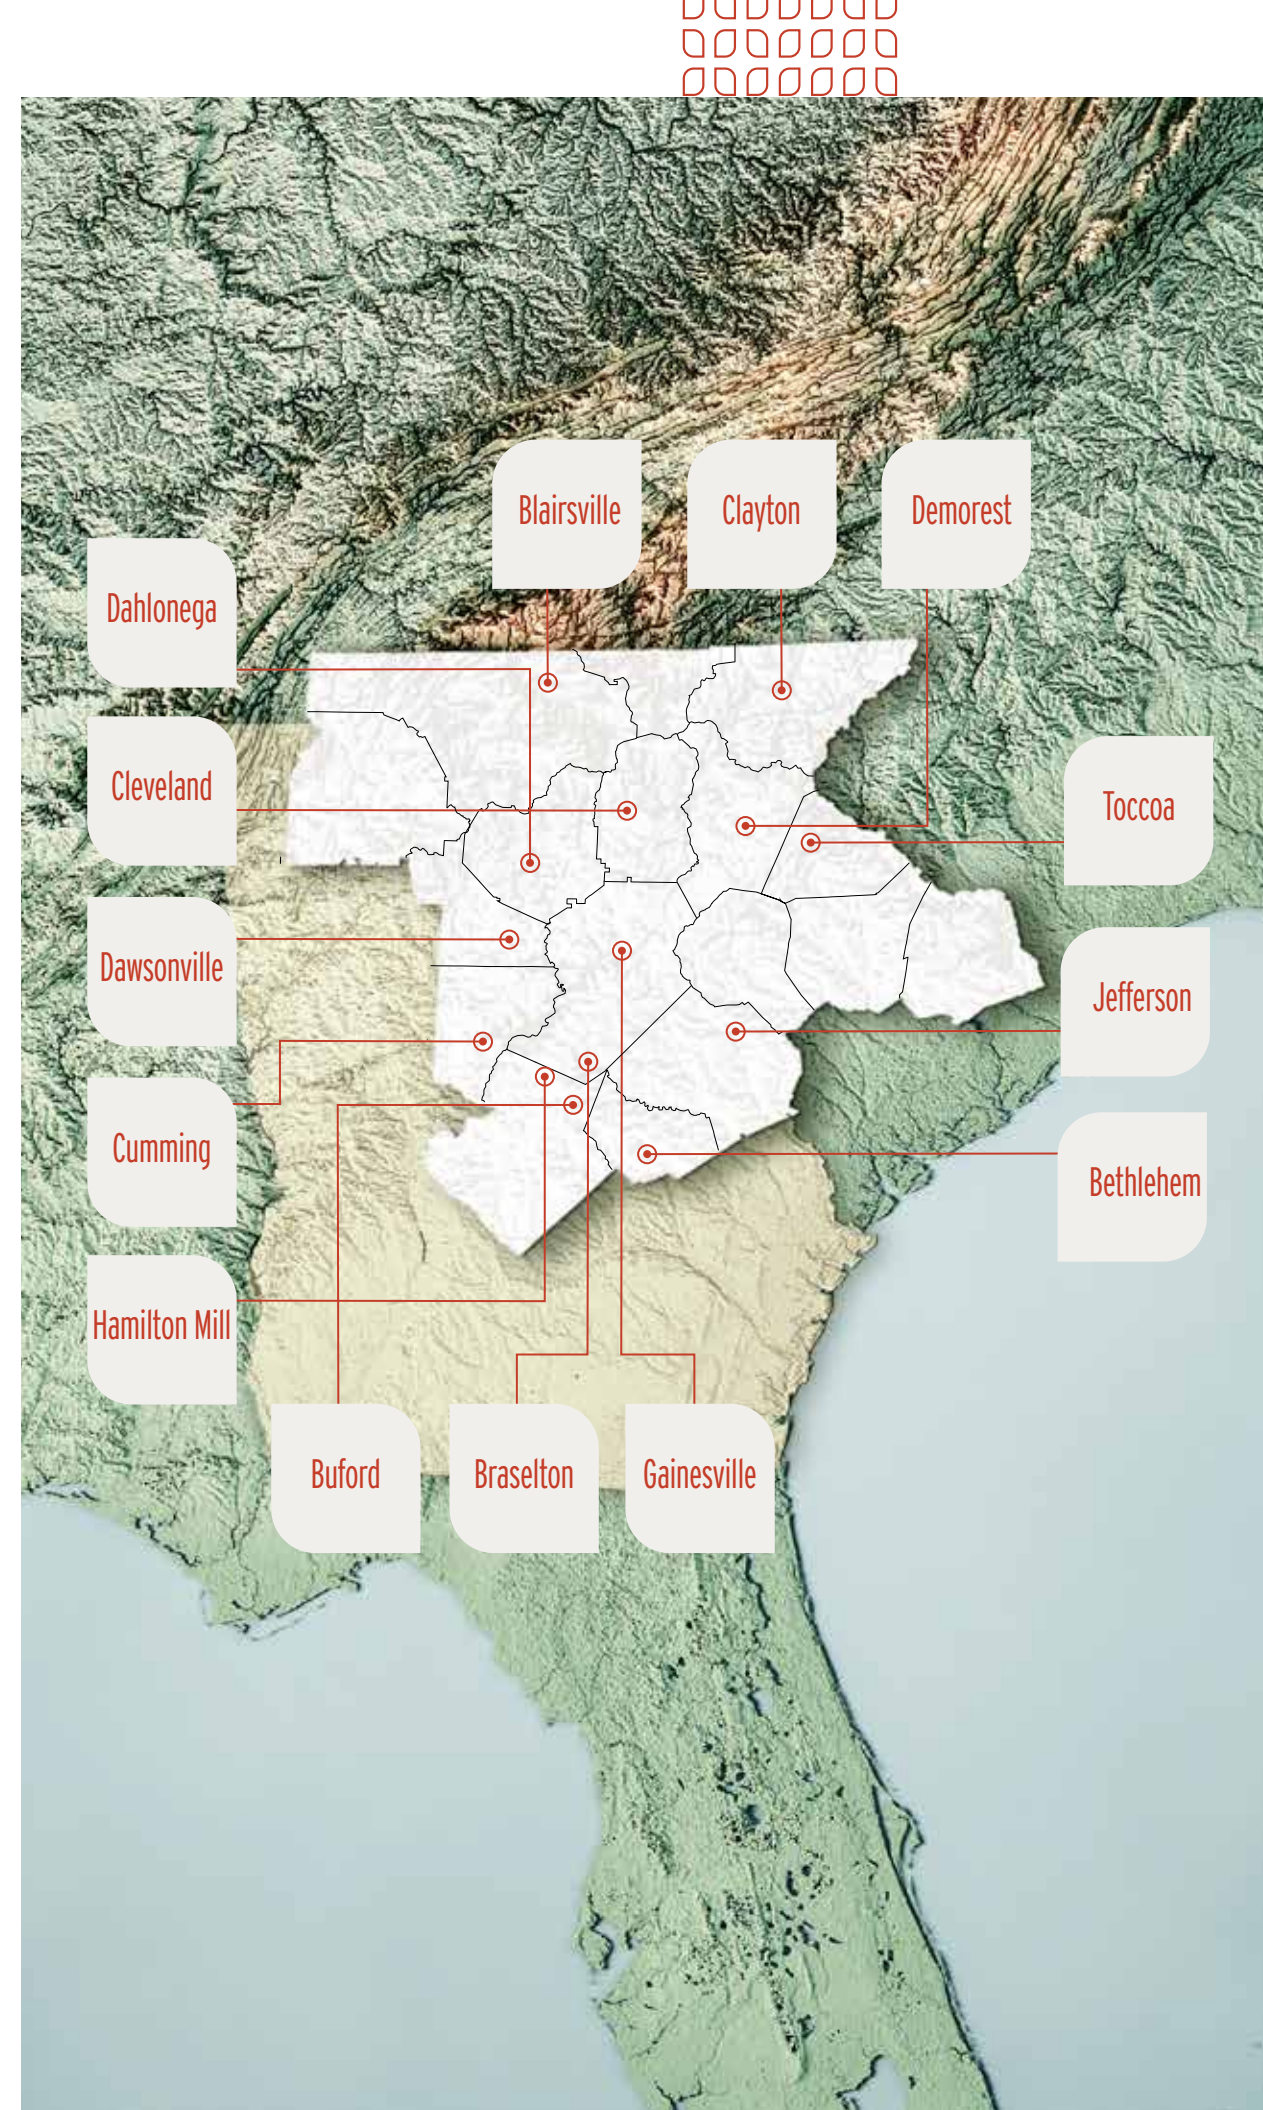 Blairsville
Clayton
Demorest
Dahlonega
Cleveland
Toccoa
Dawsonville
Jefferson
Cumming
Bethlehem
Hamilton Mill
Buford
Braselton
Gainesville